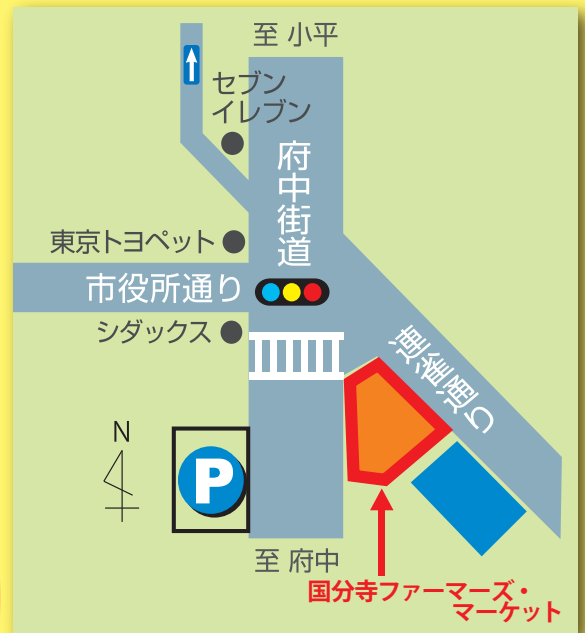 至 小平
セブン
イレブン
府中街道
東京トヨペット
市役所通り
シダックス
連雀通り
N
P
至 府中
国分寺ファーマーズ・
マーケット